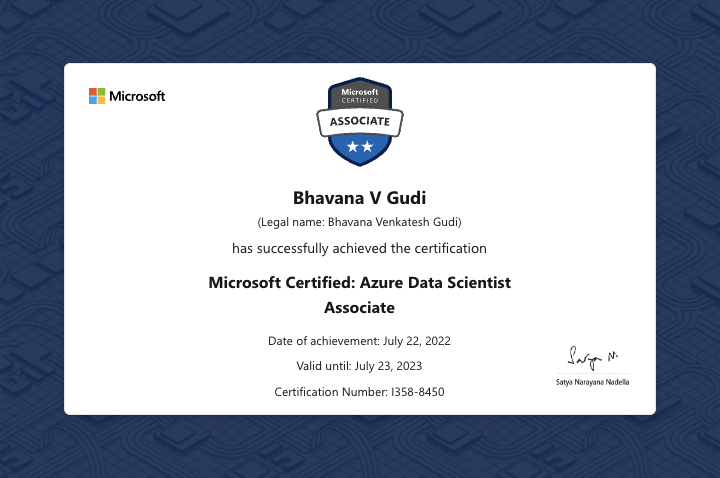 Microsoft
Microsoft
CERTIFIED
ASSOCIATE
Bhavana V Gudi
(Legal name: Bhavana Venkatesh Gudi)
has successfully achieved the certification
Microsoft Certified: Azure Data Scientist
Associate
Date of achievement: July 22, 2022
Valid until: July 23, 2023
Certification Number: I358-8450
Satya N.
Satya Narayana Nadella